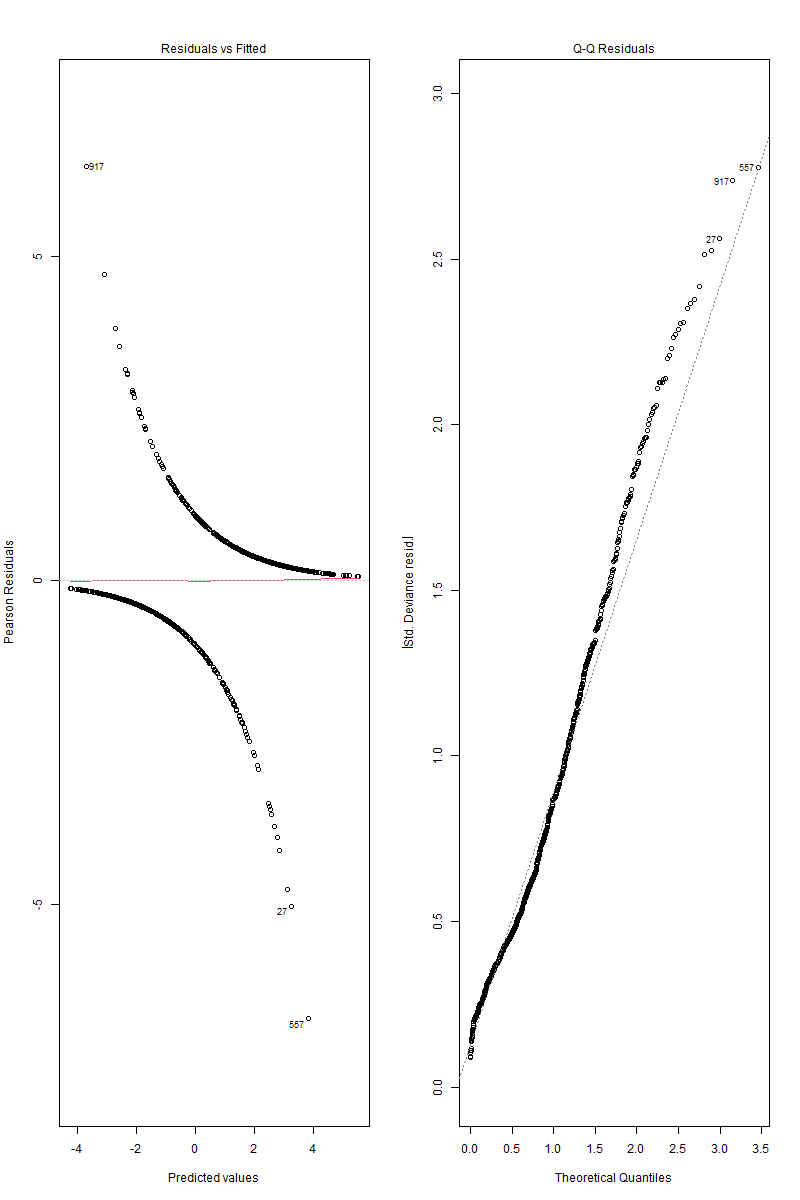 Residuals vs Fitted
917
5
0
-5
27
557
Pearson Residuals
-4 -2 0 2 4
Predicted values
Q-Q Residuals
3.0
2.5
2.0
1.5
1.0
0.5
0.0
557
917
27
|Std. Deviance resid.|
0.0 0.5 1.0 1.5 2.0 2.5 3.0 3.5
Theoretical Quantiles